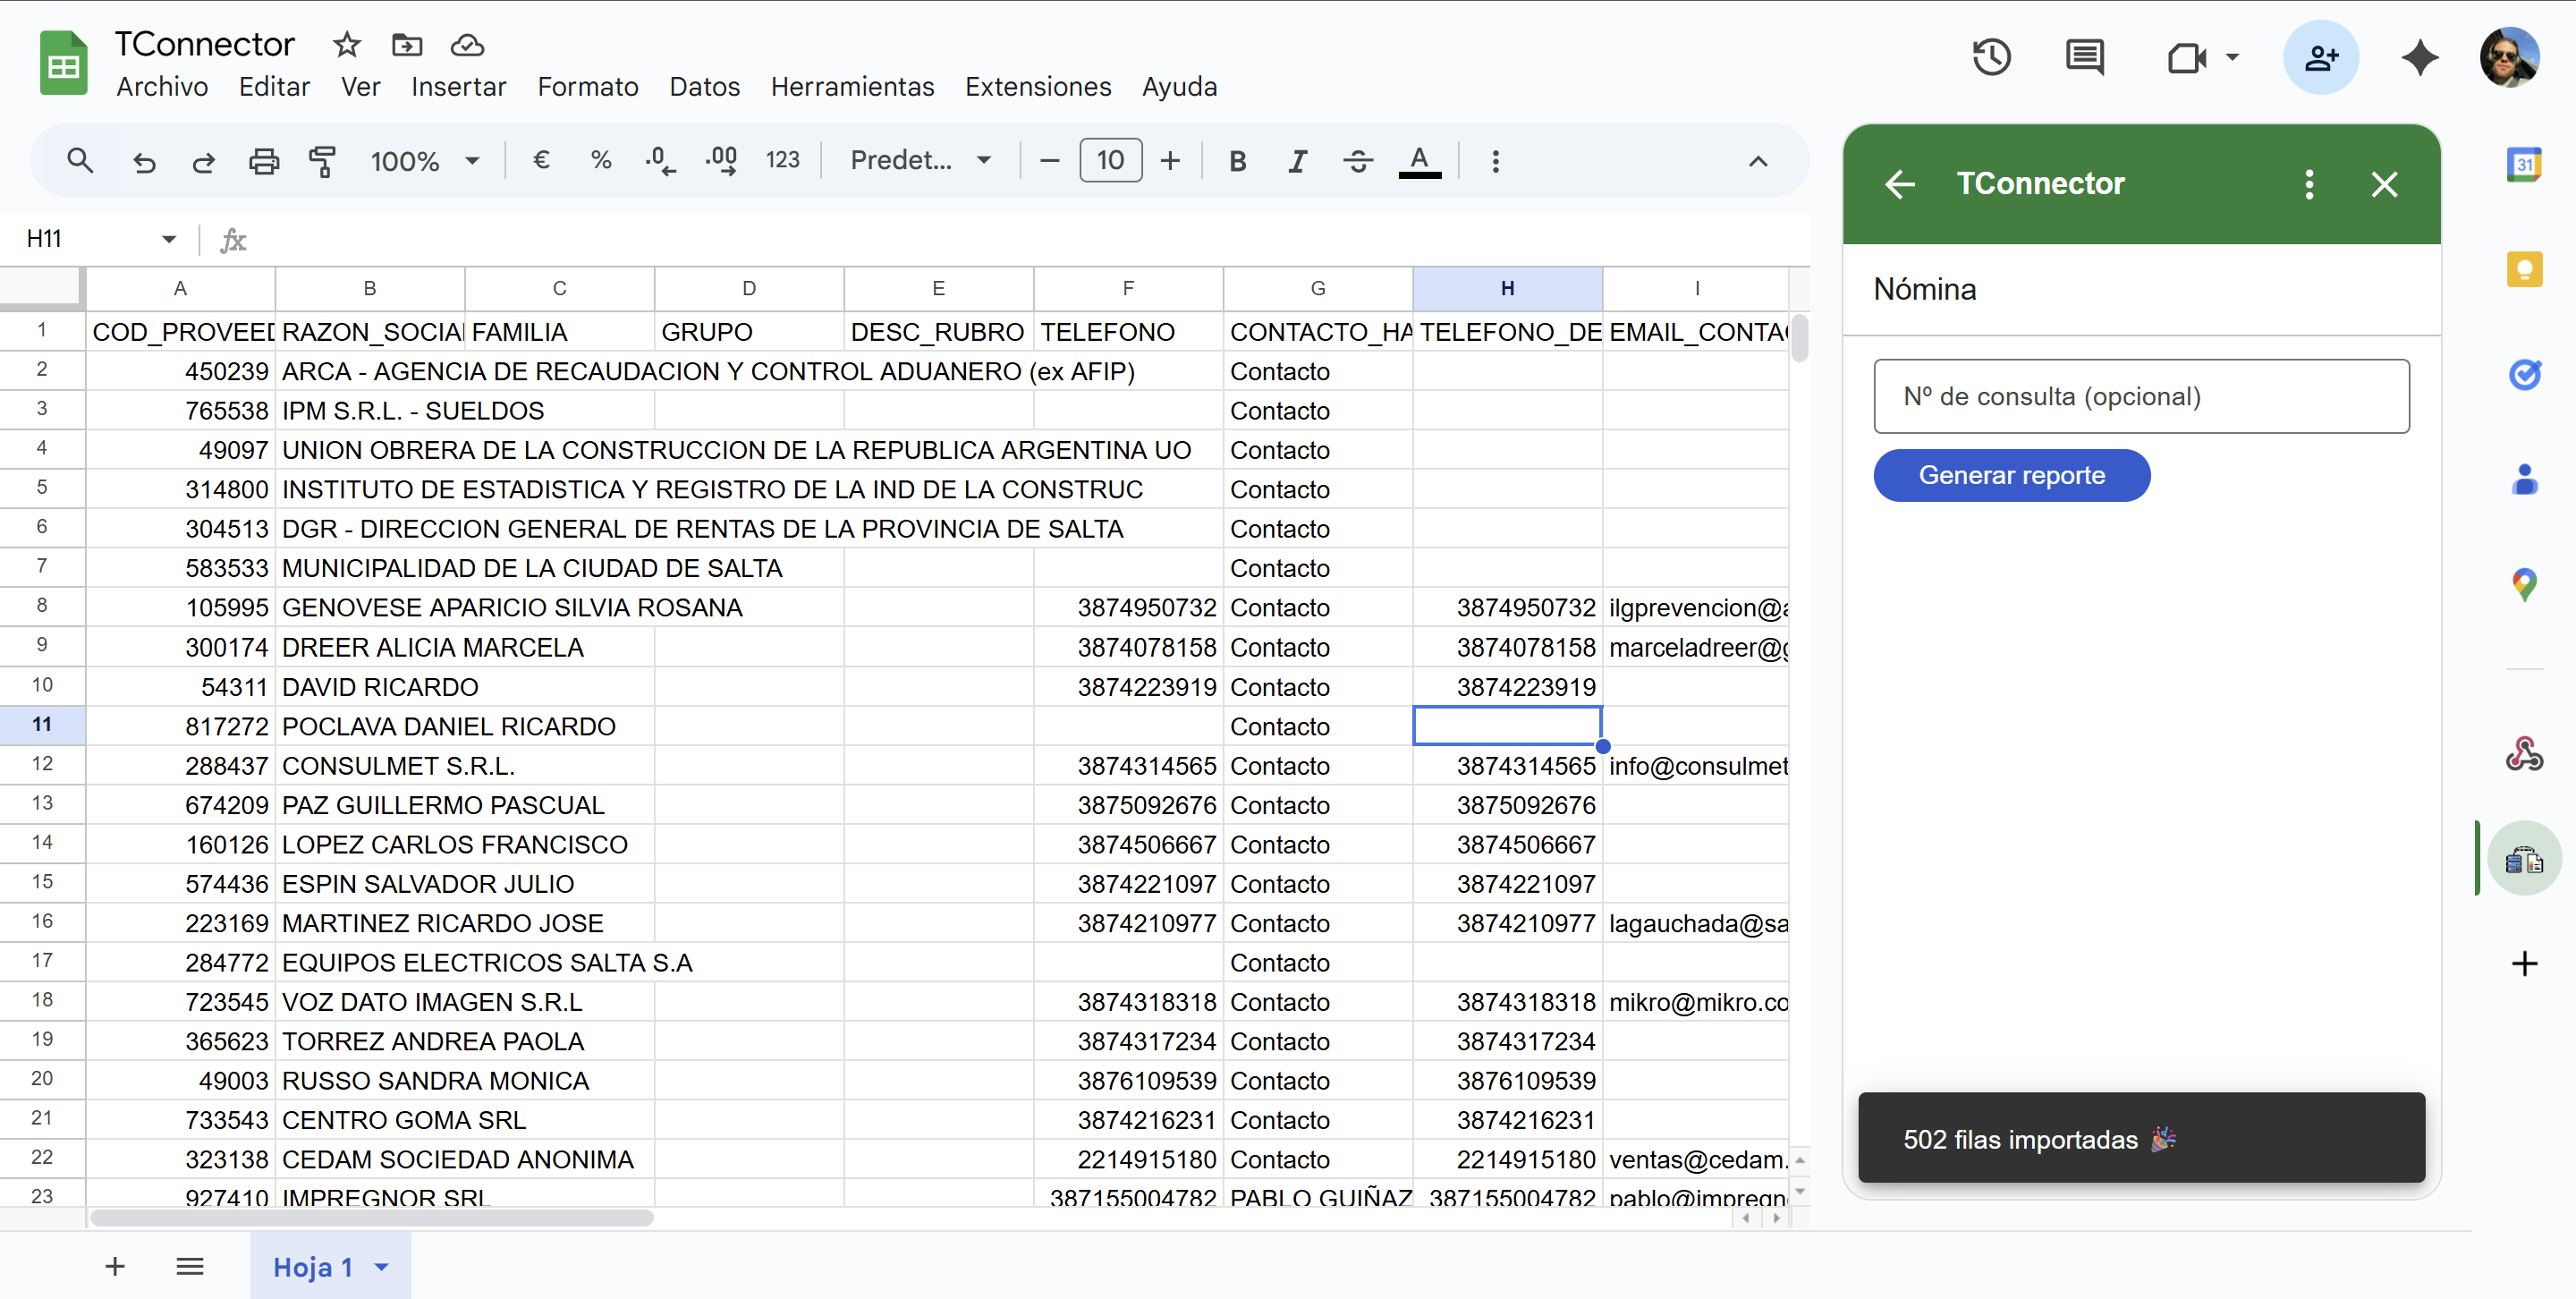 TConnector
Archivo Editar Ver Insertar Formato Datos Herramientas Extensiones Ayuda
100% € % .0 .00 123 Predet... 10 B I S A
H11 fx
A B C D E F G H I
1 COD_PROVEED RAZON_SOCIAL FAMILIA GRUPO DESC_RUBRO TELEFONO CONTACTO_HA TELEFONO_DE EMAIL_CONTAC
2 450239 ARCA - AGENCIA DE RECAUDACION Y CONTROL ADUANERO (ex AFIP) Contacto
3 765538 IPM S.R.L. - SUELDOS Contacto
4 49097 UNION OBRERA DE LA CONSTRUCCION DE LA REPUBLICA ARGENTINA UO Contacto
5 314800 INSTITUTO DE ESTADISTICA Y REGISTRO DE LA IND DE LA CONSTRUC Contacto
6 304513 DGR - DIRECCION GENERAL DE RENTAS DE LA PROVINCIA DE SALTA Contacto
7 583533 MUNICIPALIDAD DE LA CIUDAD DE SALTA Contacto
8 105995 GENOVESE APARICIO SILVIA ROSANA 3874950732 Contacto 3874950732 ilgprevencion@a
9 300174 DREER ALICIA MARCELA 3874078158 Contacto 3874078158 marceladreer@g
10 54311 DAVID RICARDO 3874223919 Contacto 3874223919
11 817272 POCLAVA DANIEL RICARDO Contacto
12 288437 CONSULMET S.R.L. 3874314565 Contacto 3874314565 info@consulmet
13 674209 PAZ GUILLERMO PASCUAL 3875092676 Contacto 3875092676
14 160126 LOPEZ CARLOS FRANCISCO 3874506667 Contacto 3874506667
15 574436 ESPIN SALVADOR JULIO 3874221097 Contacto 3874221097
16 223169 MARTINEZ RICARDO JOSE 3874210977 Contacto 3874210977 lagauchada@sa
17 284772 EQUIPOS ELECTRICOS SALTA S.A Contacto
18 723545 VOZ DATO IMAGEN S.R.L 3874318318 Contacto 3874318318 mikro@mikro.co
19 365623 TORREZ ANDREA PAOLA 3874317234 Contacto 3874317234
20 49003 RUSSO SANDRA MONICA 3876109539 Contacto 3876109539
21 733543 CENTRO GOMA SRL 3874216231 Contacto 3874216231
22 323138 CEDAM SOCIEDAD ANONIMA 2214915180 Contacto 2214915180 ventas@cedam.
23 927410 IMPREGNOR SRL 387155004782 PABLO GUIÑAZ 387155004782 pablo@impregn
Hoja 1
TConnector
Nómina
Nº de consulta (opcional)
Generar reporte
502 filas importadas 🎉
31